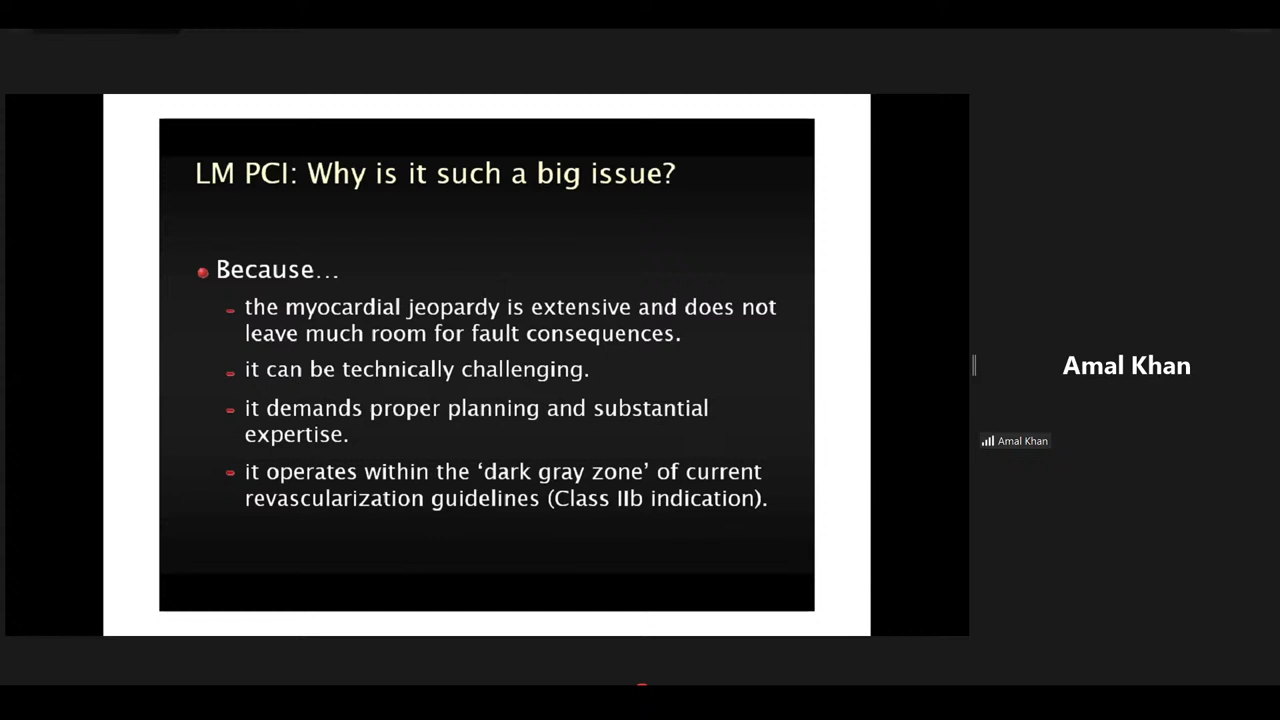 LM PCI: Why is it such a big issue?
Because…
the myocardial jeopardy is extensive and does not
leave much room for fault consequences.
it can be technically challenging.
it demands proper planning and substantial
expertise.
it operates within the ‘dark gray zone’ of current
revascularization guidelines (Class IIb indication).
Amal Khan
Amal Khan